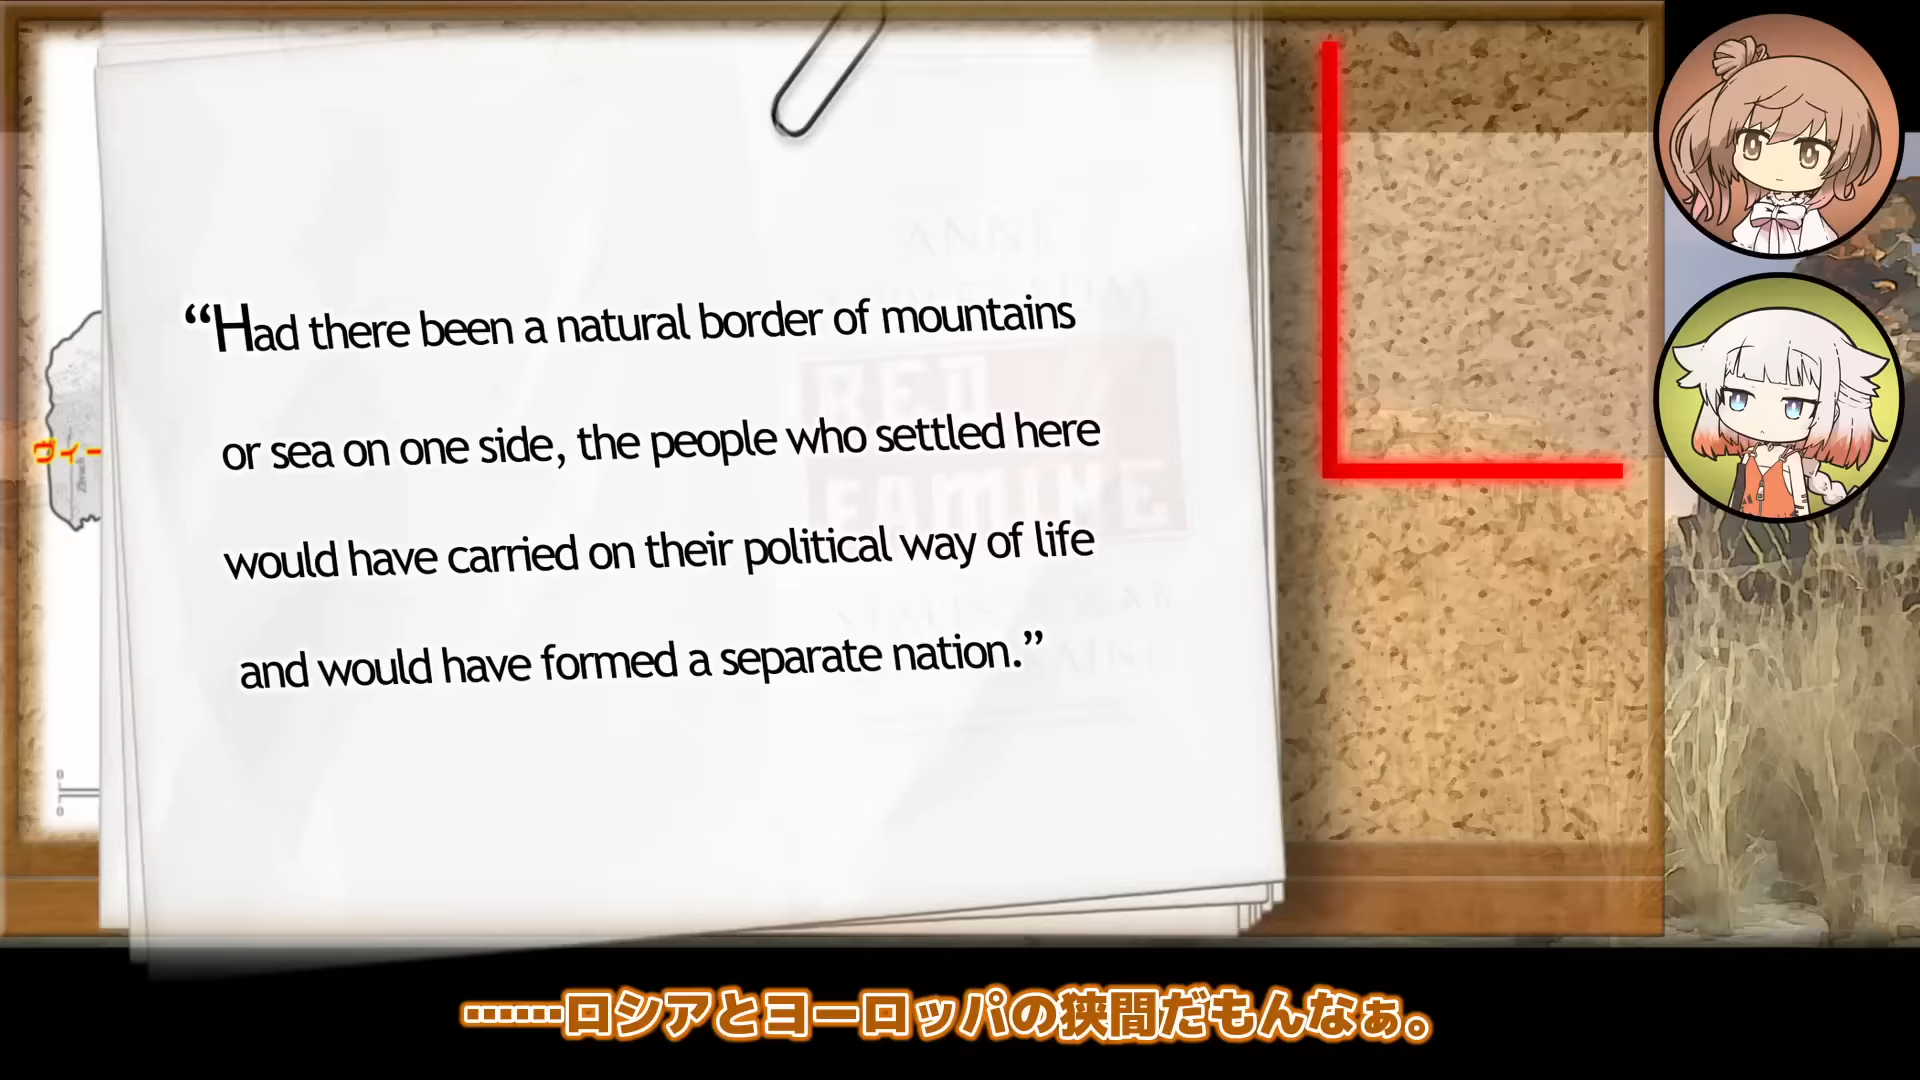 “Had there been a natural border of mountains
or sea on one side, the people who settled here
would have carried on their political way of life
and would have formed a separate nation.”
ANNE
RED
FAMINE
ヴィー
……ロシアとヨーロッパの狭間だもんなぁ。